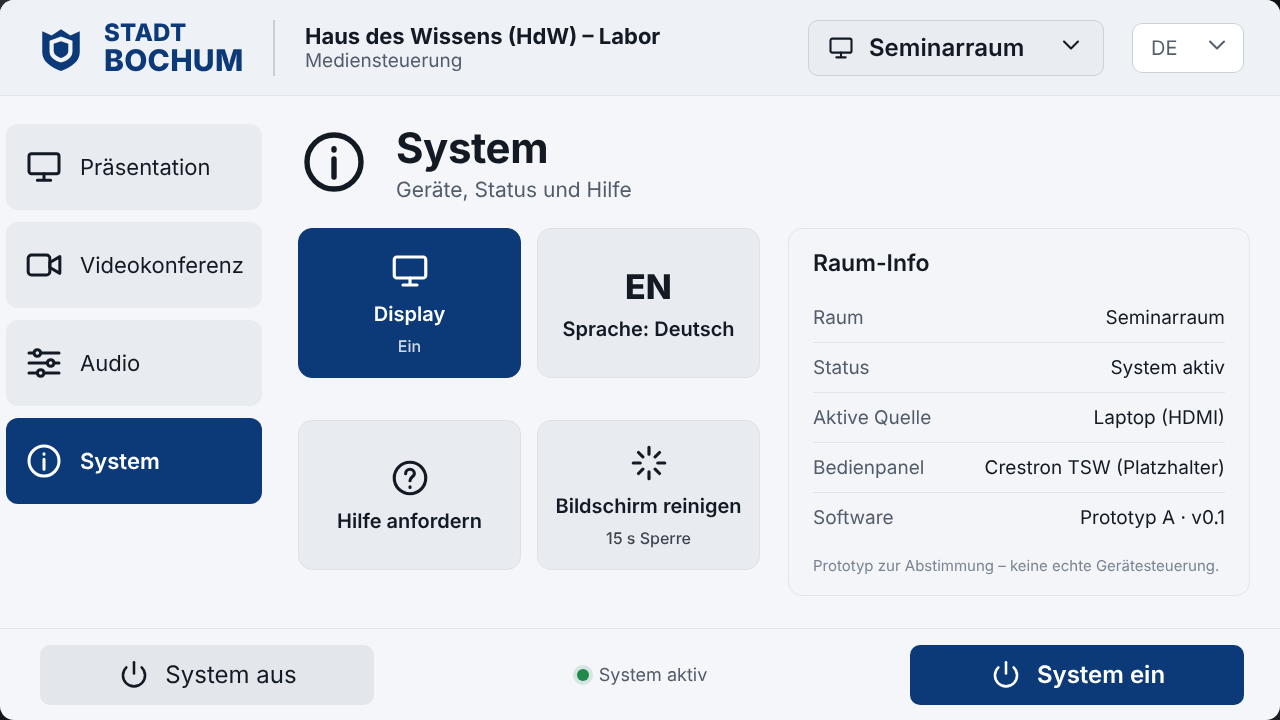 STADT
BOCHUM
Haus des Wissens (HdW) – Labor
Mediensteuerung
Seminarraum
DE
Präsentation
Videokonferenz
Audio
System
System
Geräte, Status und Hilfe
Display
Ein
EN
Sprache: Deutsch
Hilfe anfordern
Bildschirm reinigen
15 s Sperre
Raum-Info
Raum Seminarraum
Status System aktiv
Aktive Quelle Laptop (HDMI)
Bedienpanel Crestron TSW (Platzhalter)
Software Prototyp A · v0.1
Prototyp zur Abstimmung – keine echte Gerätesteuerung.
System aus
System aktiv
System ein